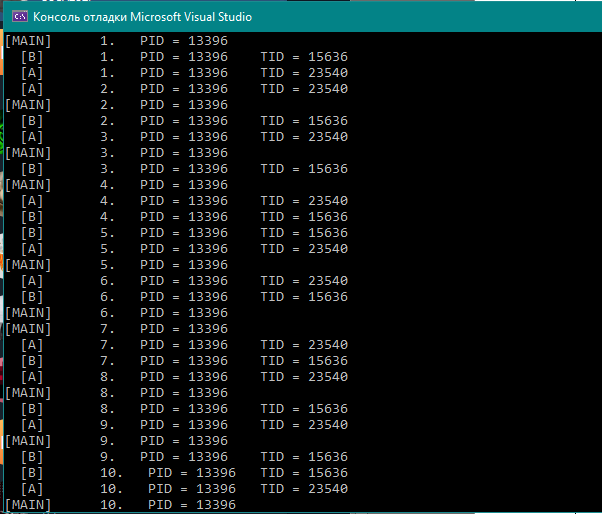 Консоль отладки Microsoft Visual Studio
[MAIN] 1. PID = 13396
[B] 1. PID = 13396 TID = 15636
[A] 1. PID = 13396 TID = 23540
[A] 2. PID = 13396 TID = 23540
[MAIN] 2. PID = 13396
[B] 2. PID = 13396 TID = 15636
[A] 3. PID = 13396 TID = 23540
[MAIN] 3. PID = 13396
[B] 3. PID = 13396 TID = 15636
[MAIN] 4. PID = 13396
[A] 4. PID = 13396 TID = 23540
[B] 4. PID = 13396 TID = 15636
[B] 5. PID = 13396 TID = 15636
[A] 5. PID = 13396 TID = 23540
[MAIN] 5. PID = 13396
[A] 6. PID = 13396 TID = 23540
[B] 6. PID = 13396 TID = 15636
[MAIN] 6. PID = 13396
[MAIN] 7. PID = 13396
[A] 7. PID = 13396 TID = 23540
[B] 7. PID = 13396 TID = 15636
[A] 8. PID = 13396 TID = 23540
[MAIN] 8. PID = 13396
[B] 8. PID = 13396 TID = 15636
[A] 9. PID = 13396 TID = 23540
[MAIN] 9. PID = 13396
[B] 9. PID = 13396 TID = 15636
[B] 10. PID = 13396 TID = 15636
[A] 10. PID = 13396 TID = 23540
[MAIN] 10. PID = 13396